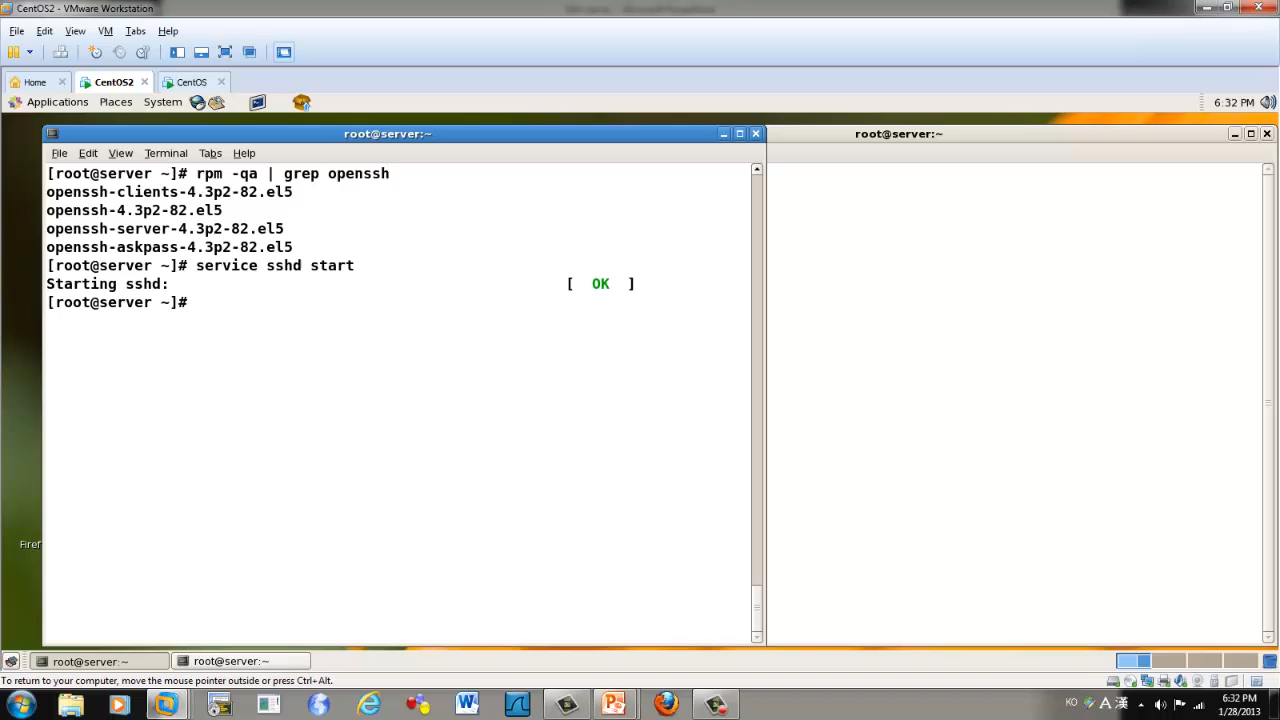 CentOS2 - VMware Workstation
File Edit View VM Tabs Help
Home CentOS2 CentOS
Applications Places System 6:32 PM
root@server:~
root@server:~
File Edit View Terminal Tabs Help
[root@server ~]# rpm -qa | grep openssh
openssh-clients-4.3p2-82.el5
openssh-4.3p2-82.el5
openssh-server-4.3p2-82.el5
openssh-askpass-4.3p2-82.el5
[root@server ~]# service sshd start
Starting sshd: [ OK ]
[root@server ~]#
Firef
root@server:~ root@server:~
To return to your computer, move the mouse pointer outside or press Ctrl+Alt.
KO A 漢 6:32 PM
1/28/2013